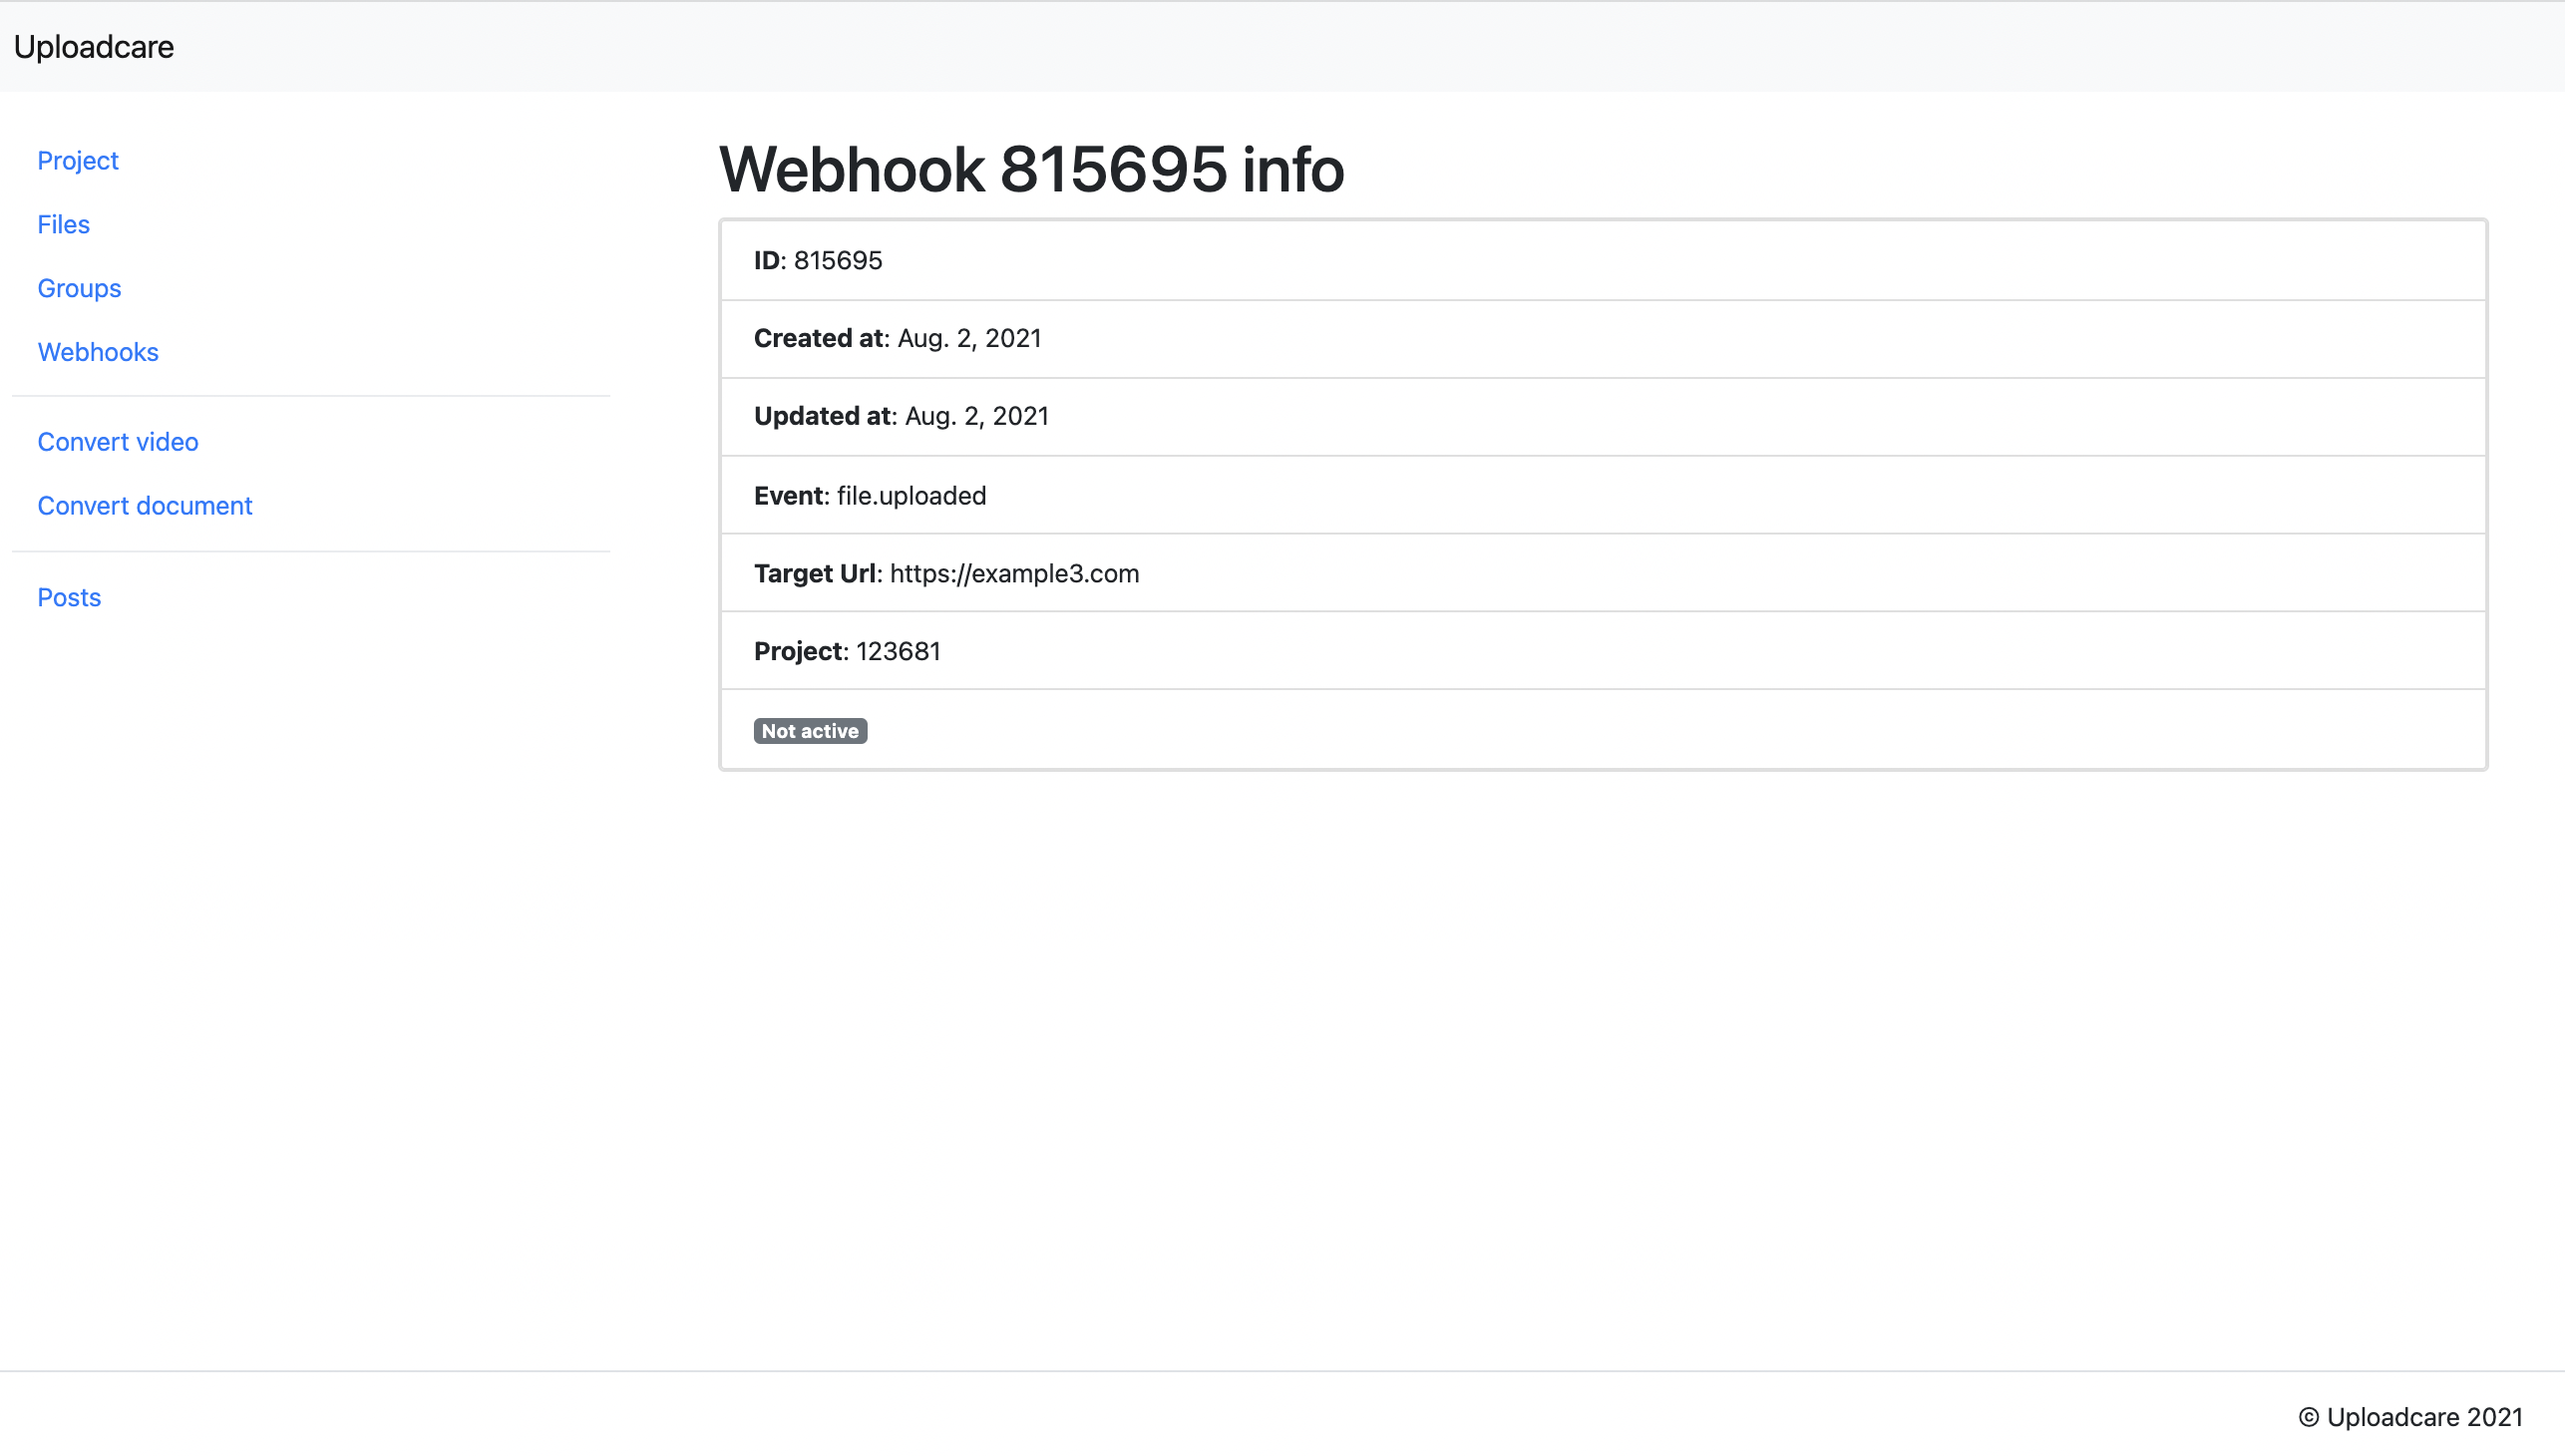 Uploadcare
Project
Files
Groups
Webhooks
Convert video
Convert document
Posts
Webhook 815695 info
ID: 815695
Created at: Aug. 2, 2021
Updated at: Aug. 2, 2021
Event: file.uploaded
Target Url: https://example3.com
Project: 123681
Not active
© Uploadcare 2021